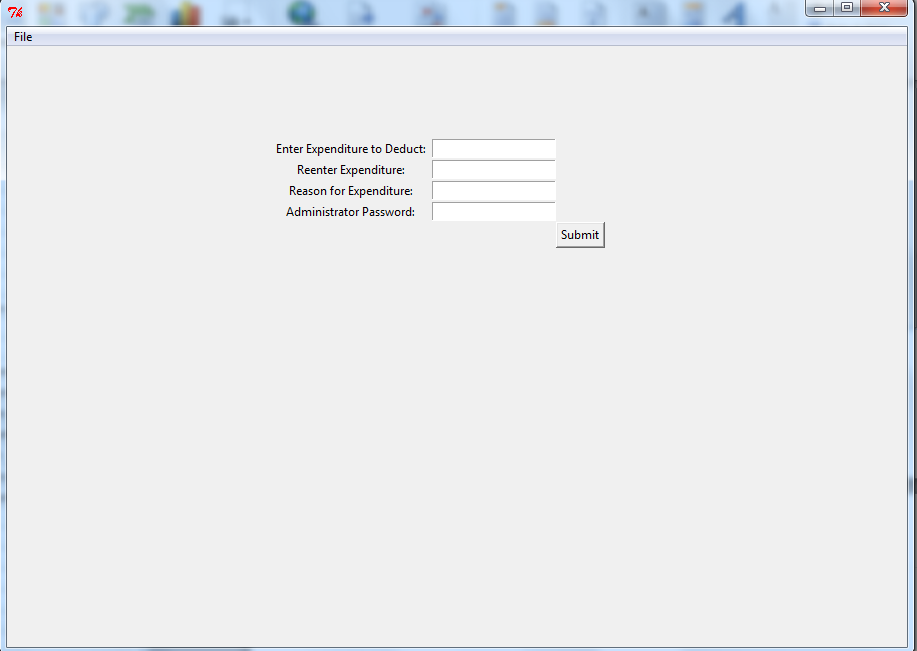 File
Enter Expenditure to Deduct:
Reenter Expenditure:
Reason for Expenditure:
Administrator Password:
Submit